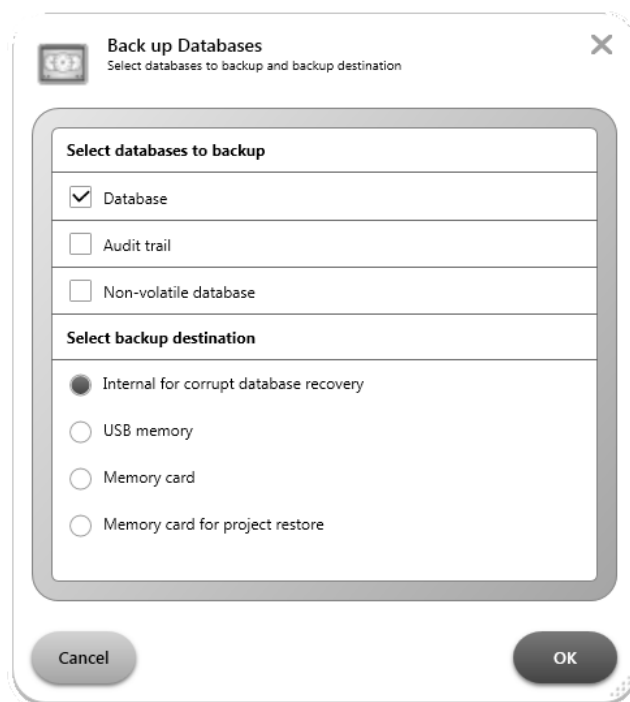 Back up Databases
Select databases to backup and backup destination
Select databases to backup
Database
Audit trail
Non-volatile database
Select backup destination
Internal for corrupt database recovery
USB memory
Memory card
Memory card for project restore
Cancel
OK